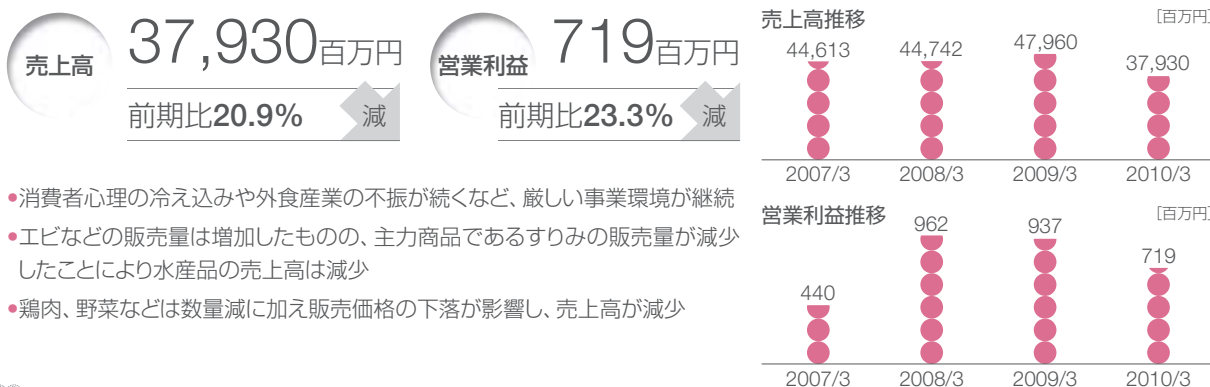 売上高
37,930百万円
前期比20.9%
減
営業利益
719百万円
前期比23.3%
減
•消費者心理の冷え込みや外食産業の不振が続くなど、厳しい事業環境が継続
•エビなどの販売量は増加したものの、主力商品であるすりみの販売量が減少
したことにより水産品の売上高は減少
•鶏肉、野菜などは数量減に加え販売価格の下落が影響し、売上高が減少
売上高推移
[百万円]
44,613 44,742 47,960 37,930
2007/3 2008/3 2009/3 2010/3
営業利益推移
[百万円]
440 962 937 719
2007/3 2008/3 2009/3 2010/3